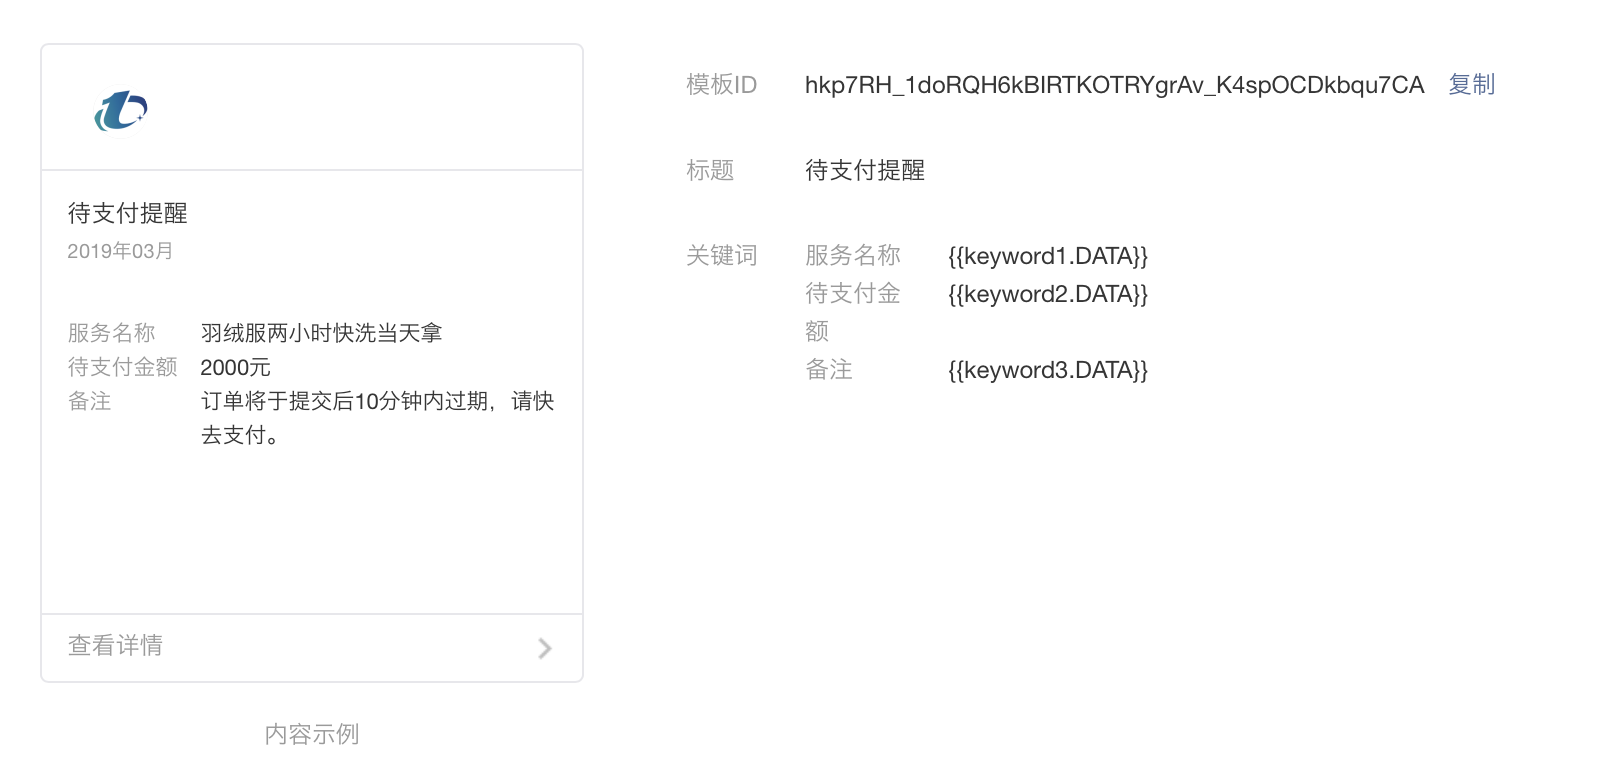 待支付提醒
2019年03月
服务名称 羽绒服两小时快洗当天拿
待支付金额 2000元
备注 订单将于提交后10分钟内过期，请快
去支付。
查看详情
内容示例
模板ID hkp7RH_1doRQH6kBIRTKOTRYgrAv_K4spOCDkbqu7CA 复制
标题 待支付提醒
关键词 服务名称 {{keyword1.DATA}}
待支付金 {{keyword2.DATA}}
额
备注 {{keyword3.DATA}}